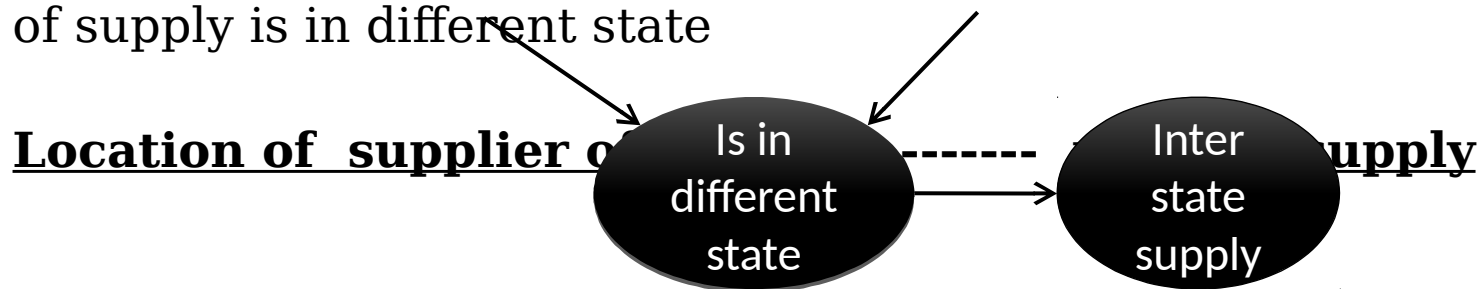 of supply is in different state
Location of supplier ------- upply
Is in
different
state
Inter
state
supply